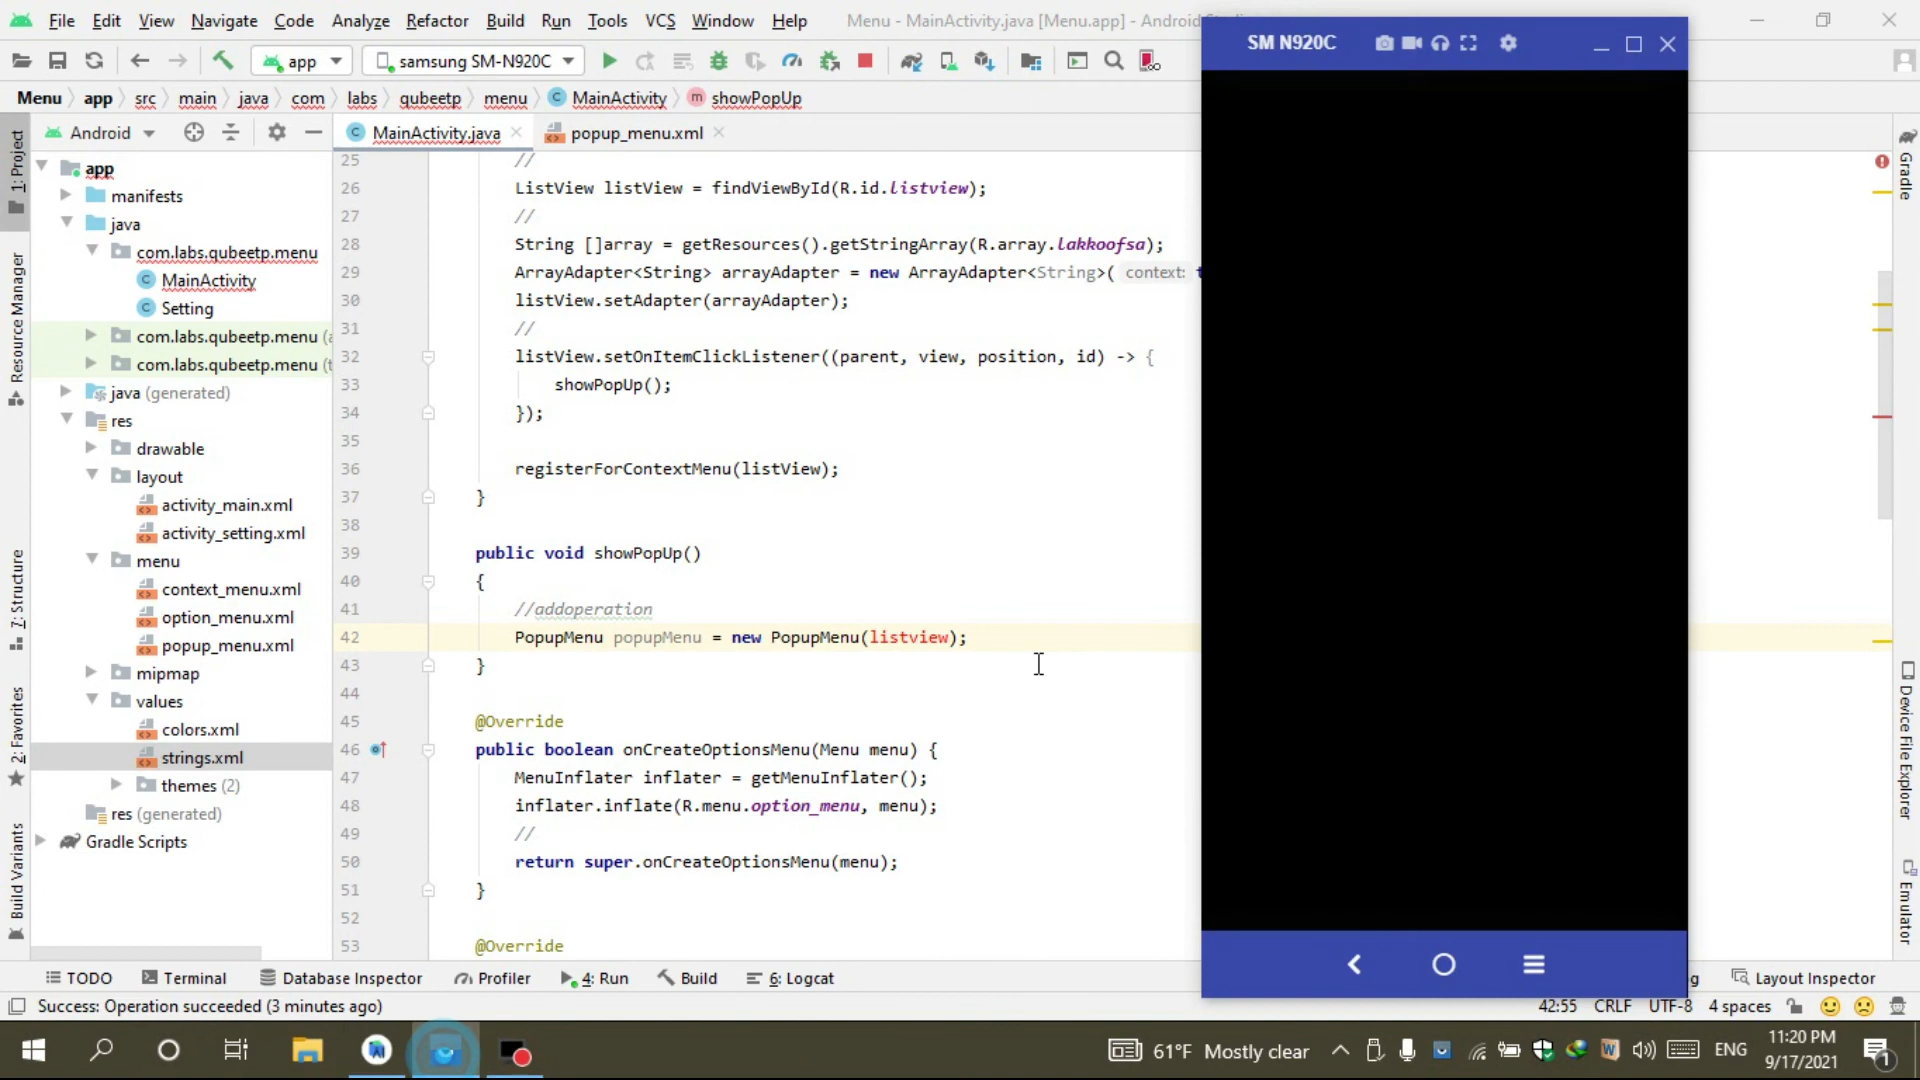 File Edit View Navigate Code Analyze Refactor Build Run Tools VCS Window Help Menu - MainActivity.java [Menu.app] - Android
SM N920C
app samsung SM-N920C
Menu app src main java com labs qubeetp menu MainActivity showPopUp
Android
MainActivity.java
popup_menu.xml
1: Project
Resource Manager
7: Structure
2: Favorites
Build Variants
app
manifests
java
com.labs.qubeetp.menu
MainActivity
Setting
com.labs.qubeetp.menu
com.labs.qubeetp.menu
java (generated)
res
drawable
layout
activity_main.xml
activity_setting.xml
menu
context_menu.xml
option_menu.xml
popup_menu.xml
mipmap
values
colors.xml
strings.xml
themes (2)
res (generated)
Gradle Scripts
25 //
26 ListView listView = findViewById(R.id.listview);
27 //
28 String []array = getResources().getStringArray(R.array.lakkoofsa);
29 ArrayAdapter<String> arrayAdapter = new ArrayAdapter<String>( context: t
30 listView.setAdapter(arrayAdapter);
31 //
32 listView.setOnItemClickListener((parent, view, position, id) -> {
33 showPopUp();
34 });
35
36 registerForContextMenu(listView);
37 }
38
39 public void showPopUp()
40 {
41 //addoperation
42 PopupMenu popupMenu = new PopupMenu(listview);
43 }
44
45 @Override
46 public boolean onCreateOptionsMenu(Menu menu) {
47 MenuInflater inflater = getMenuInflater();
48 inflater.inflate(R.menu.option_menu, menu);
49 //
50 return super.onCreateOptionsMenu(menu);
51 }
52
53 @Override
Gradle
Device File Explorer
Emulator
TODO Terminal Database Inspector Profiler 4: Run Build 6: Logcat
Layout Inspector
Success: Operation succeeded (3 minutes ago)
42:55 CRLF UTF-8 4 spaces
61°F Mostly clear
ENG
11:20 PM
9/17/2021
1